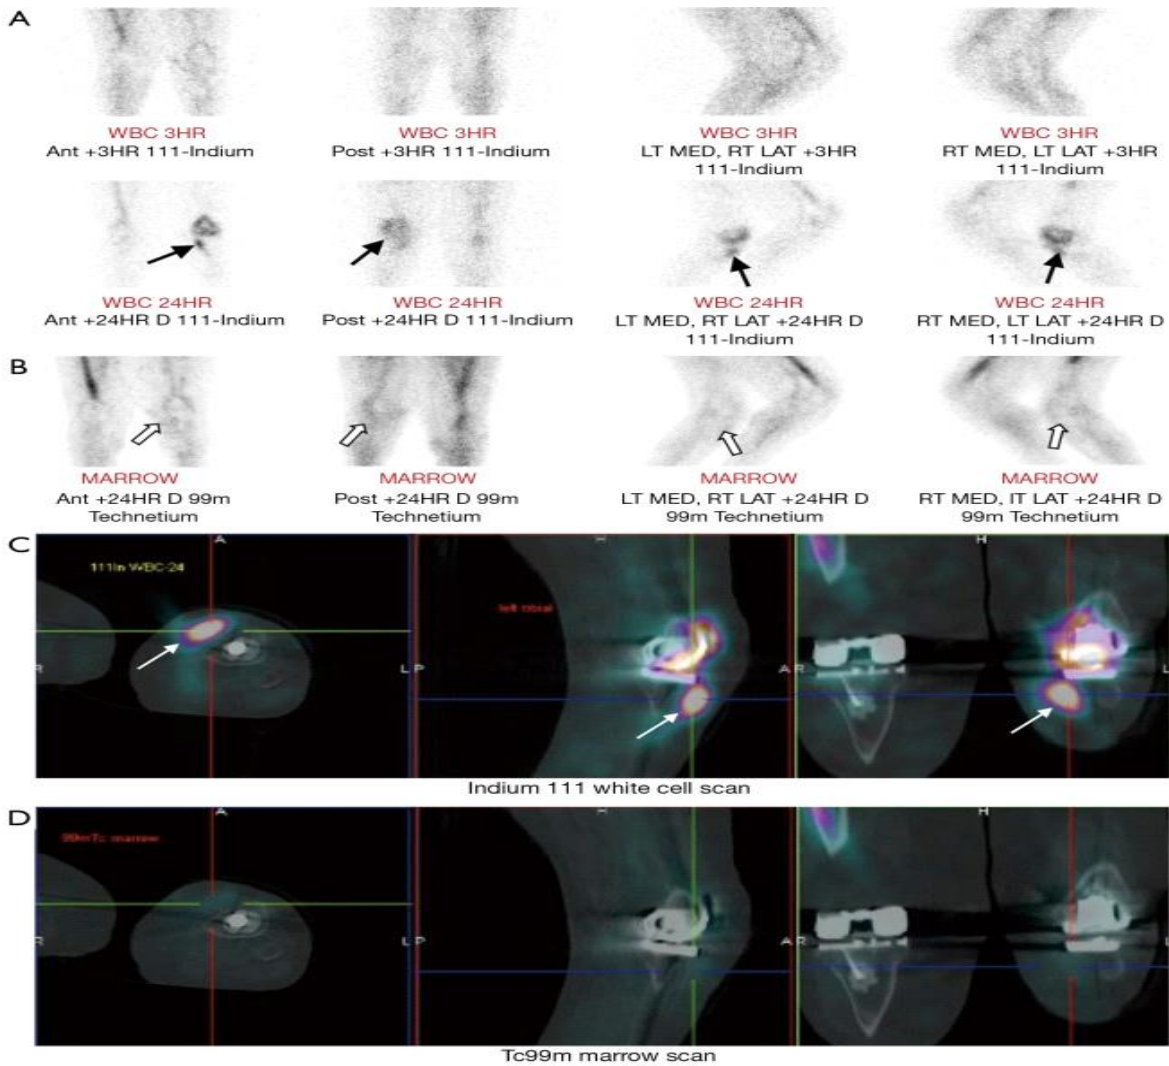 A
WBC 3HR
Ant +3HR 111-Indium
WBC 3HR
Post +3HR 111-Indium
WBC 3HR
LT MED, RT LAT +3HR
111-Indium
WBC 3HR
RT MED, LT LAT +3HR
111-Indium
WBC 24HR
Ant +24HR D 111-Indium
WBC 24HR
Post +24HR D 111-Indium
WBC 24HR
LT MED, RT LAT +24HR D
111-Indium
WBC 24HR
RT MED, LT LAT +24HR D
111-Indium
B
MARROW
Ant +24HR D 99m
Technetium
MARROW
Post +24HR D 99m
Technetium
MARROW
LT MED, RT LAT +24HR D
99m Technetium
MARROW
RT MED, IT LAT +24HR D
99m Technetium
C
A
111In WBC-24
R
L
H
left tibial
P
A
H
R
L
Indium 111 white cell scan
D
A
99mTc marrow
R
L
H
P
A
H
R
L
Tc99m marrow scan